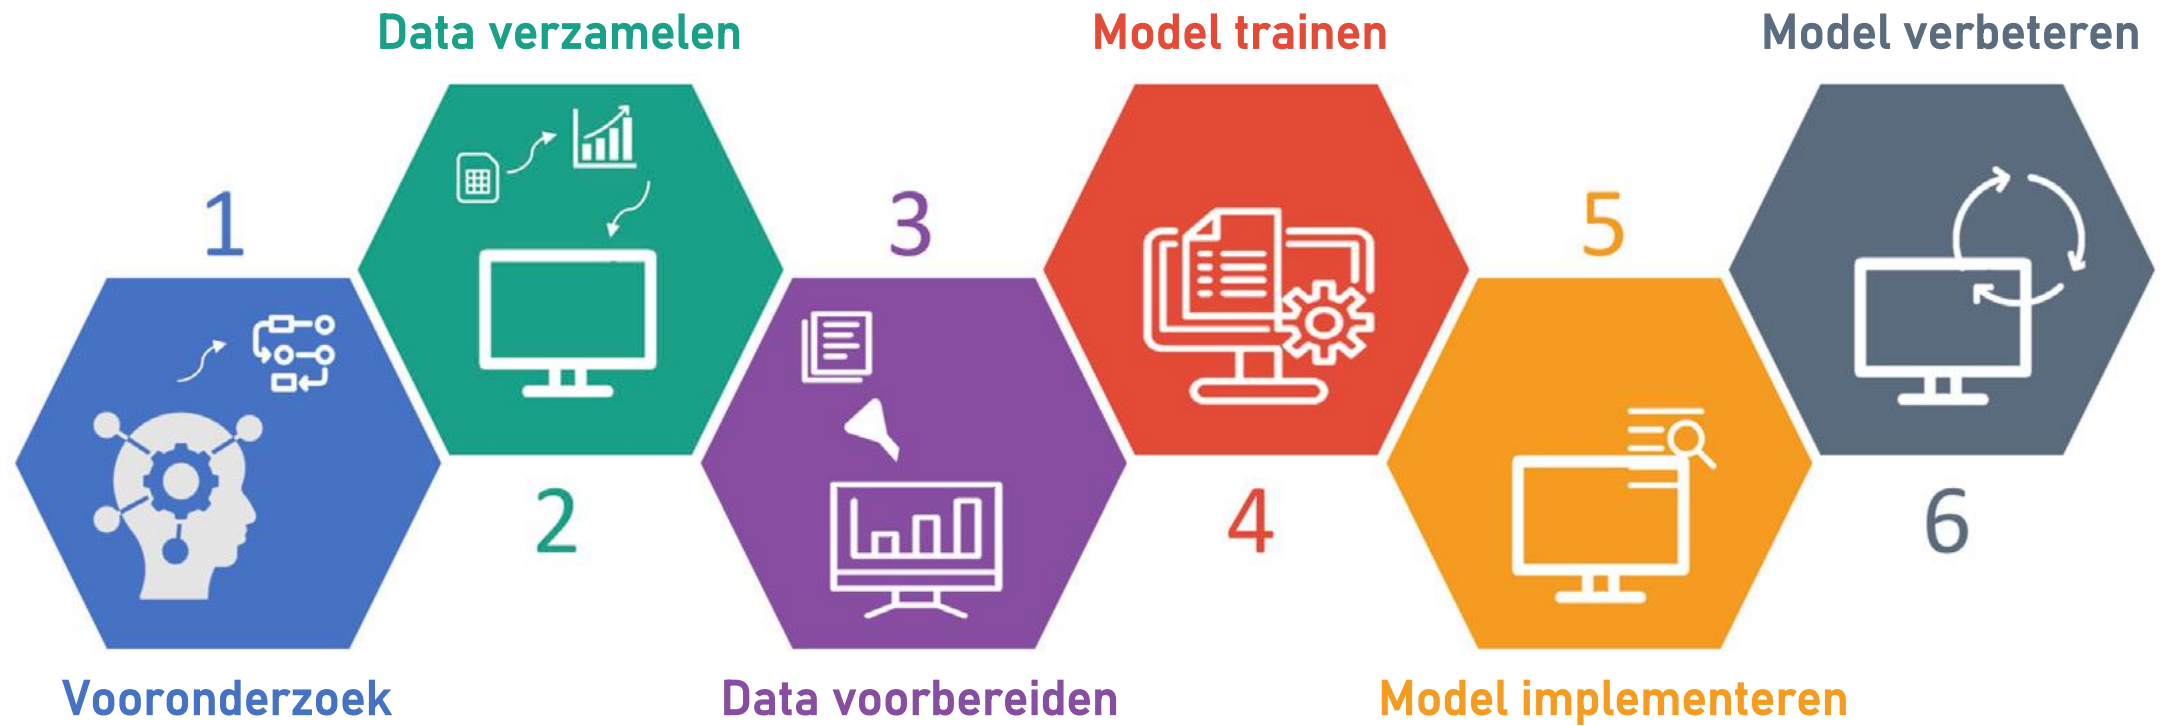 Data verzamelen
Model trainen
Model verbeteren
1
3
5
2
4
6
Vooronderzoek
Data voorbereiden
Model implementeren